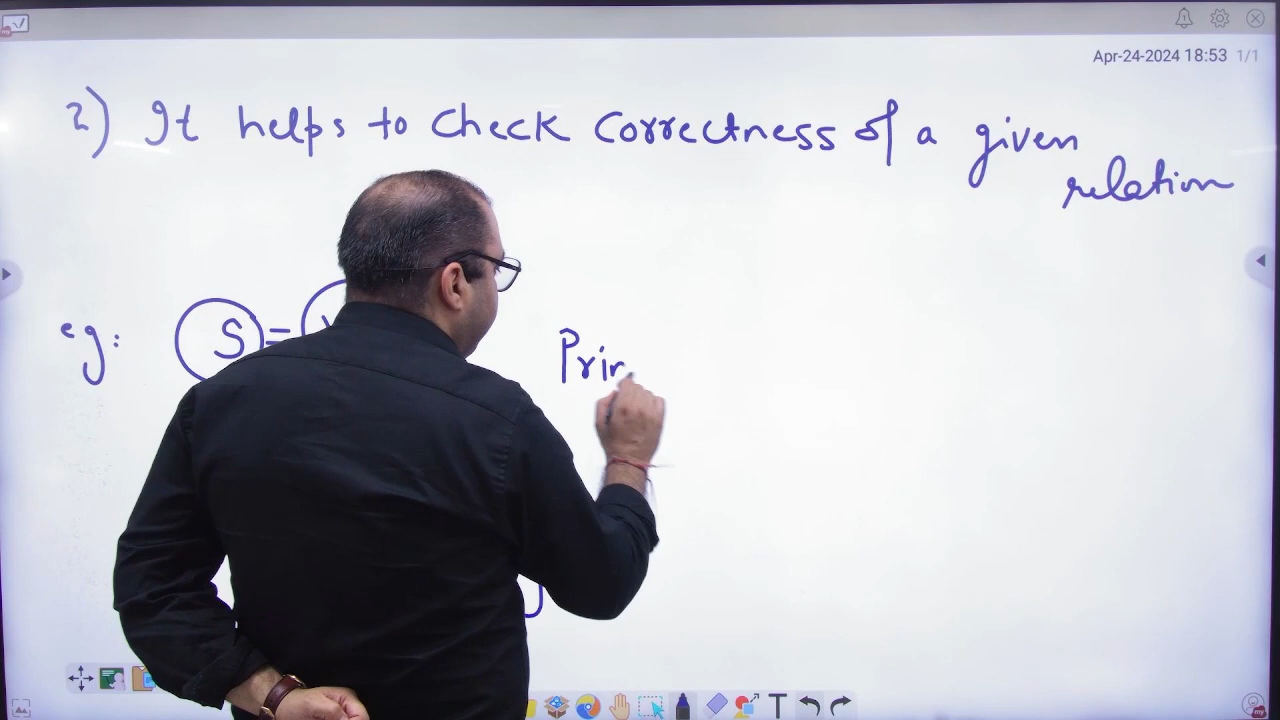 Apr-24-2024 18:53 1/1
2) It helps to check correctness of a given
relation
eg: S =
Prin
T